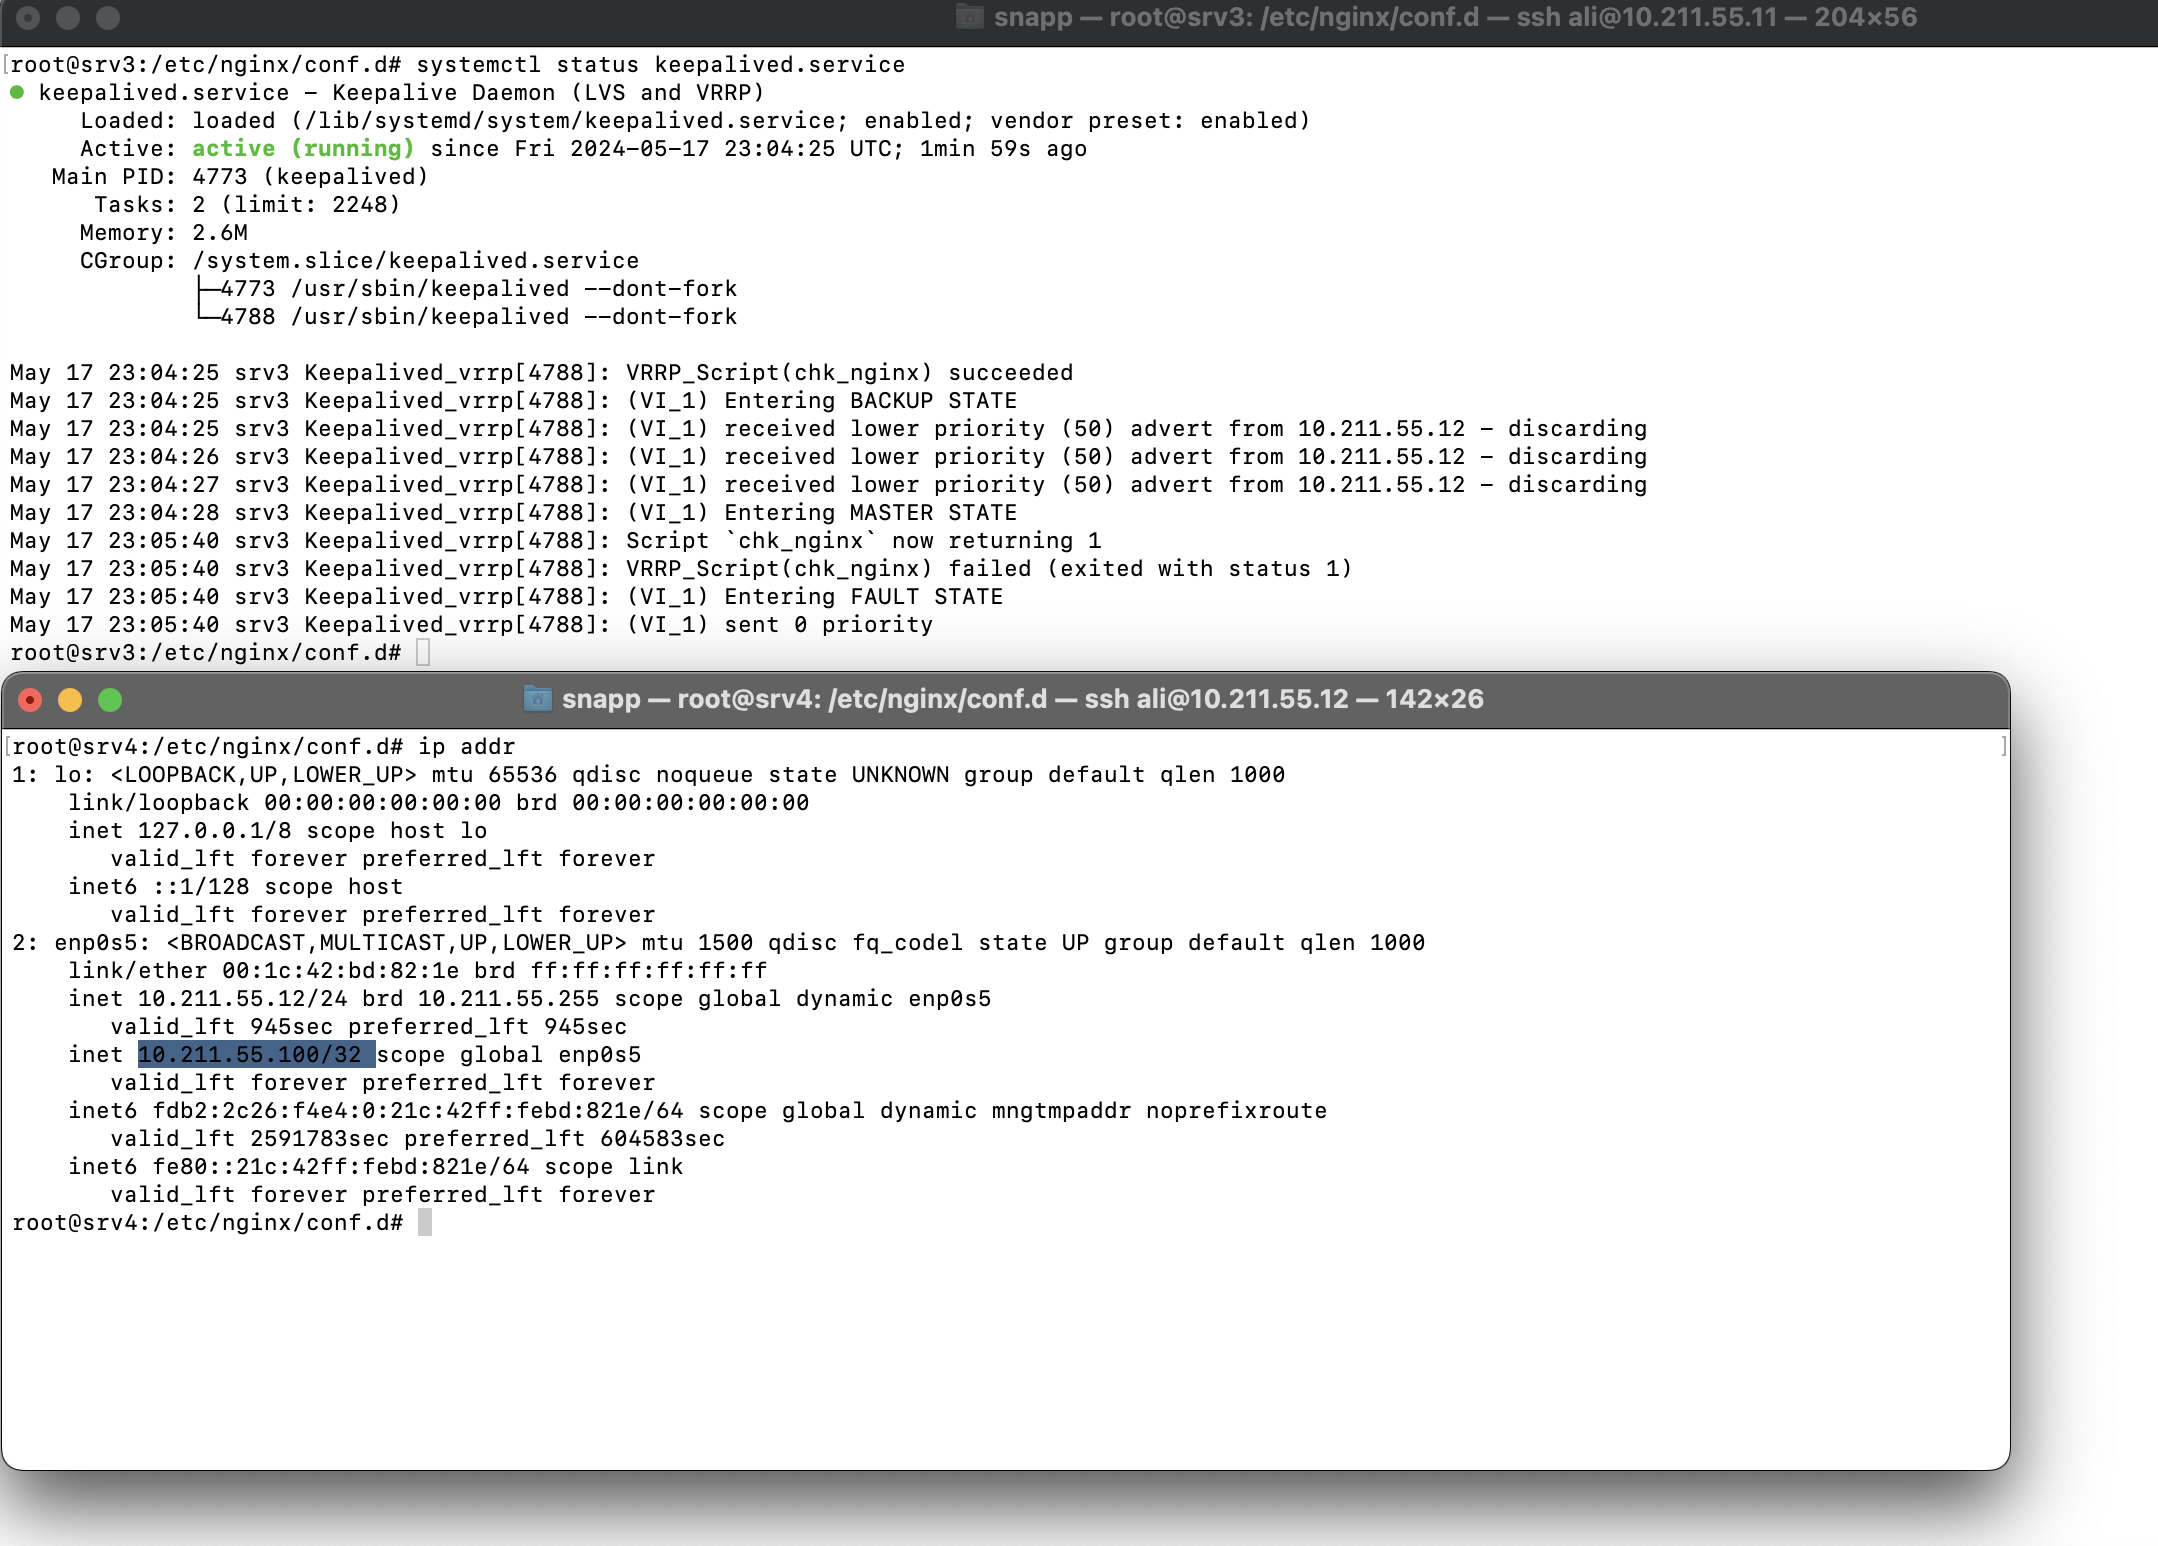 snapp — root@srv3: /etc/nginx/conf.d — ssh ali@10.211.55.11 — 204×56
[root@srv3:/etc/nginx/conf.d# systemctl status keepalived.service
● keepalived.service - Keepalive Daemon (LVS and VRRP)
     Loaded: loaded (/lib/systemd/system/keepalived.service; enabled; vendor preset: enabled)
     Active: active (running) since Fri 2024-05-17 23:04:25 UTC; 1min 59s ago
   Main PID: 4773 (keepalived)
      Tasks: 2 (limit: 2248)
     Memory: 2.6M
     CGroup: /system.slice/keepalived.service
             ├─4773 /usr/sbin/keepalived --dont-fork
             └─4788 /usr/sbin/keepalived --dont-fork
May 17 23:04:25 srv3 Keepalived_vrrp[4788]: VRRP_Script(chk_nginx) succeeded
May 17 23:04:25 srv3 Keepalived_vrrp[4788]: (VI_1) Entering BACKUP STATE
May 17 23:04:25 srv3 Keepalived_vrrp[4788]: (VI_1) received lower priority (50) advert from 10.211.55.12 - discarding
May 17 23:04:26 srv3 Keepalived_vrrp[4788]: (VI_1) received lower priority (50) advert from 10.211.55.12 - discarding
May 17 23:04:27 srv3 Keepalived_vrrp[4788]: (VI_1) received lower priority (50) advert from 10.211.55.12 - discarding
May 17 23:04:28 srv3 Keepalived_vrrp[4788]: (VI_1) Entering MASTER STATE
May 17 23:05:40 srv3 Keepalived_vrrp[4788]: Script `chk_nginx` now returning 1
May 17 23:05:40 srv3 Keepalived_vrrp[4788]: VRRP_Script(chk_nginx) failed (exited with status 1)
May 17 23:05:40 srv3 Keepalived_vrrp[4788]: (VI_1) Entering FAULT STATE
May 17 23:05:40 srv3 Keepalived_vrrp[4788]: (VI_1) sent 0 priority
root@srv3:/etc/nginx/conf.d#
snapp — root@srv4: /etc/nginx/conf.d — ssh ali@10.211.55.12 — 142×26
[root@srv4:/etc/nginx/conf.d# ip addr ]
1: lo: <LOOPBACK,UP,LOWER_UP> mtu 65536 qdisc noqueue state UNKNOWN group default qlen 1000
    link/loopback 00:00:00:00:00:00 brd 00:00:00:00:00:00
    inet 127.0.0.1/8 scope host lo
       valid_lft forever preferred_lft forever
    inet6 ::1/128 scope host
       valid_lft forever preferred_lft forever
2: enp0s5: <BROADCAST,MULTICAST,UP,LOWER_UP> mtu 1500 qdisc fq_codel state UP group default qlen 1000
    link/ether 00:1c:42:bd:82:1e brd ff:ff:ff:ff:ff:ff
    inet 10.211.55.12/24 brd 10.211.55.255 scope global dynamic enp0s5
       valid_lft 945sec preferred_lft 945sec
    inet 10.211.55.100/32 scope global enp0s5
       valid_lft forever preferred_lft forever
    inet6 fdb2:2c26:f4e4:0:21c:42ff:febd:821e/64 scope global dynamic mngtmpaddr noprefixroute
       valid_lft 2591783sec preferred_lft 604583sec
    inet6 fe80::21c:42ff:febd:821e/64 scope link
       valid_lft forever preferred_lft forever
root@srv4:/etc/nginx/conf.d#